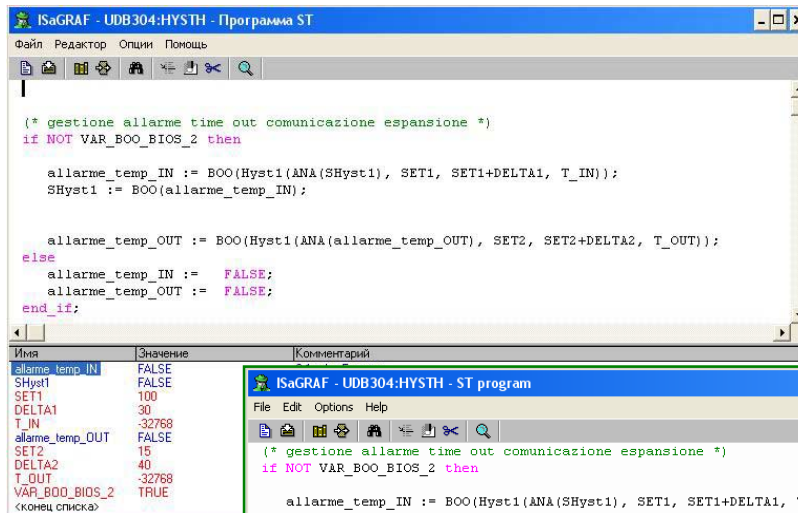 ISaGRAF - UDB304:HYSTH - Программа ST
Файл Редактор Опции Помощь
(* gestione allarme time out comunicazione espansione *)
if NOT VAR_BOO_BIOS_2 then
allarme_temp_IN := BOO(Hyst1(ANA(SHyst1), SET1, SET1+DELTA1, T_IN));
SHyst1 := BOO(allarme_temp_IN);
allarme_temp_OUT := BOO(Hyst1(ANA(allarme_temp_OUT), SET2, SET2+DELTA2, T_OUT));
else
allarme_temp_IN := FALSE;
allarme_temp_OUT := FALSE;
end_if;
Имя Значение Комментарий
allarme_temp_IN FALSE
SHyst1 FALSE
SET1 100
DELTA1 30
T_IN -32768
allarme_temp_OUT FALSE
SET2 15
DELTA2 40
T_OUT -32768
VAR_BOO_BIOS_2 TRUE
<конец списка>
ISaGRAF - UDB304:HYSTH - ST program
File Edit Options Help
(* gestione allarme time out comunicazione espansione *)
if NOT VAR_BOO_BIOS_2 then
allarme_temp_IN := BOO(Hyst1(ANA(SHyst1), SET1, SET1+DELTA1,